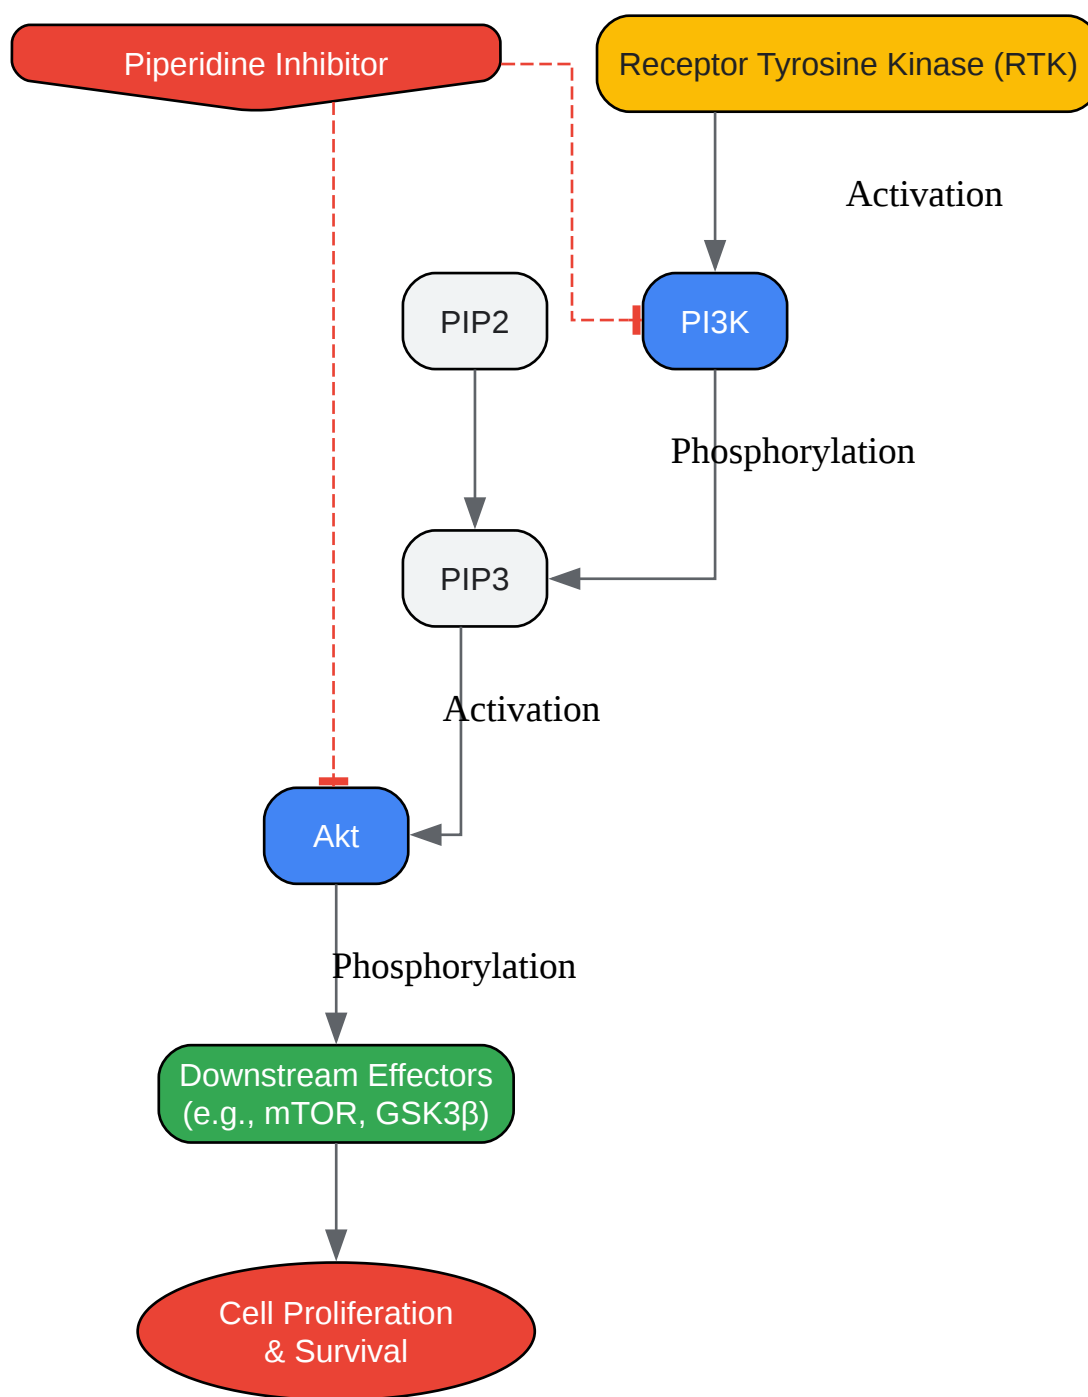 Piperidine Inhibitor
Receptor Tyrosine Kinase (RTK)
Activation
PIP2
PI3K
Phosphorylation
PIP3
Activation
Akt
Phosphorylation
Downstream Effectors
(e.g., mTOR, GSK3β)
Cell Proliferation
& Survival